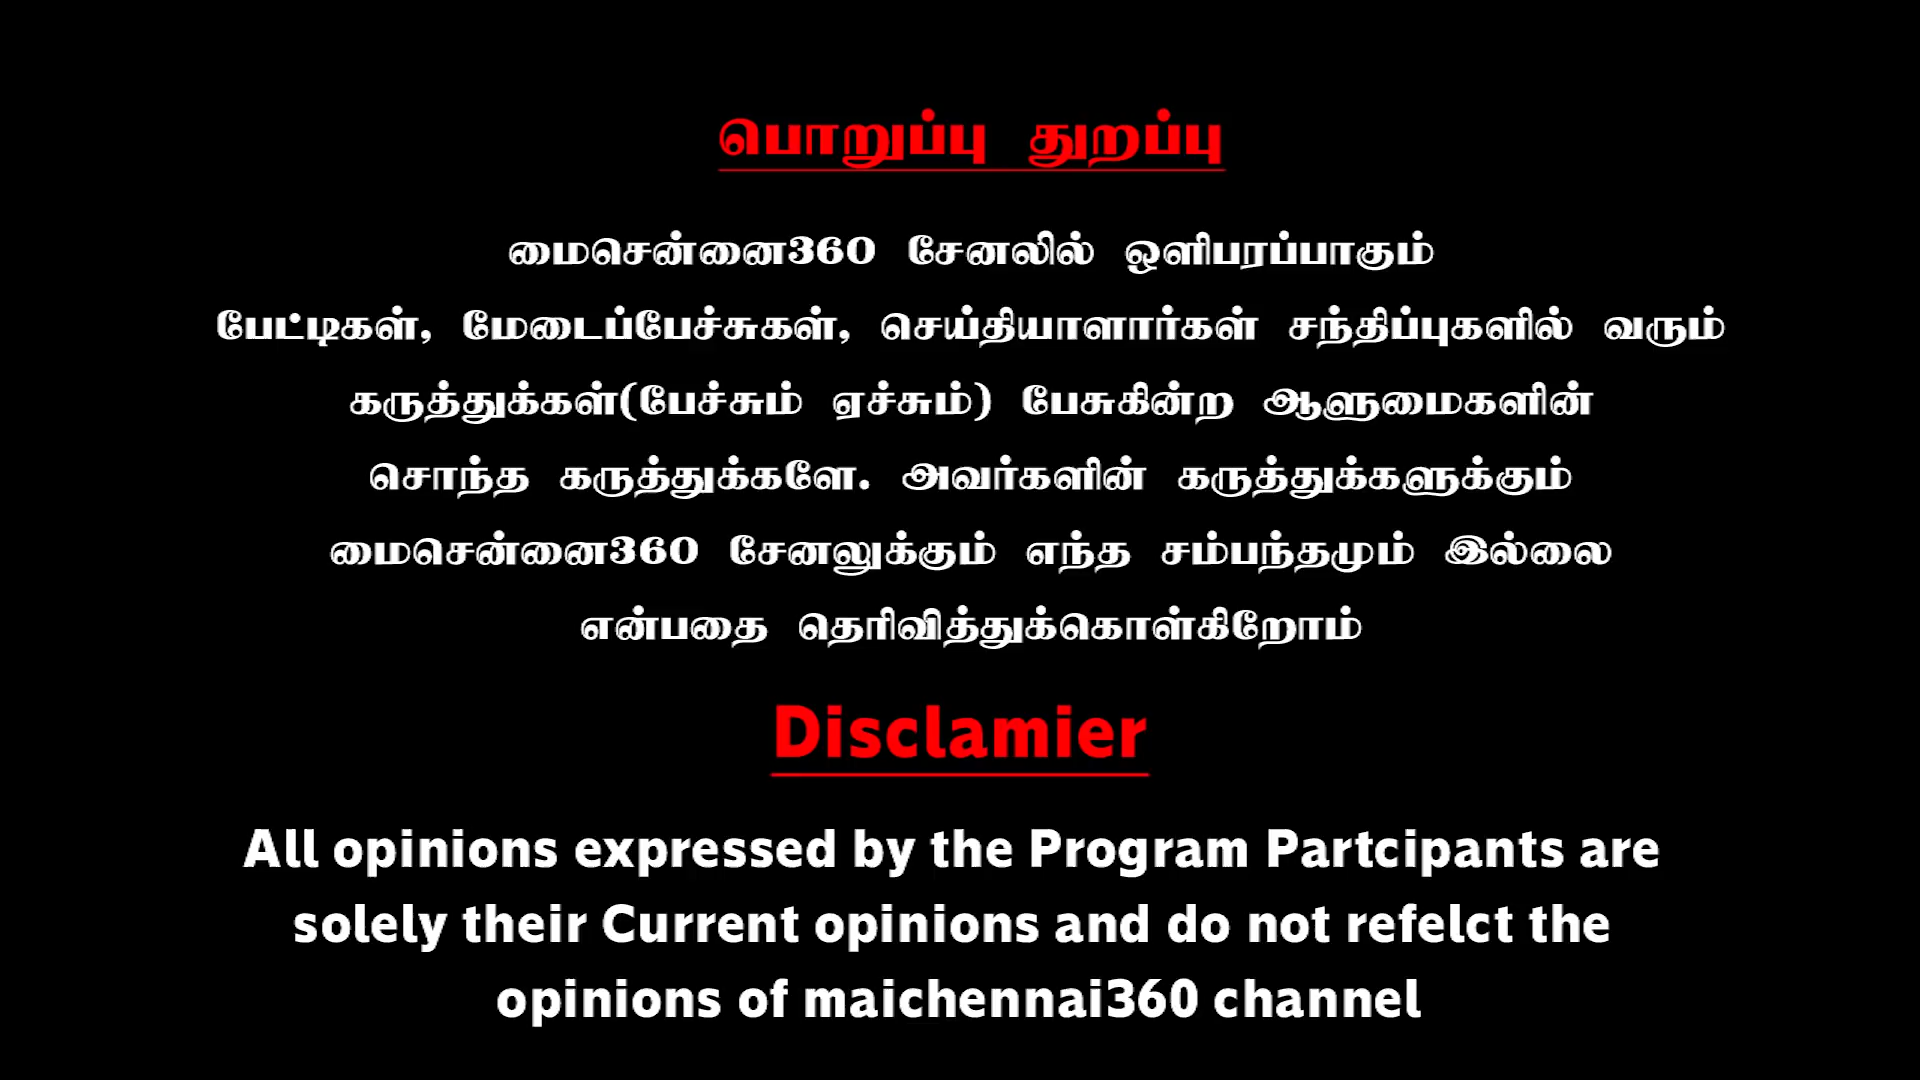 பொறுப்பு துறப்பு
மைசென்னை360 சேனலில் ஒளிபரப்பாகும்
பேட்டிகள், மேடைப்பேச்சுகள், செய்தியாளார்கள் சந்திப்புகளில் வரும்
கருத்துக்கள்(பேச்சும் ஏச்சும்) பேசுகின்ற ஆளுமைகளின்
சொந்த கருத்துக்களே. அவர்களின் கருத்துக்களுக்கும்
மைசென்னை360 சேனலுக்கும் எந்த சம்பந்தமும் இல்லை
என்பதை தெரிவித்துக்கொள்கிறோம்
Disclamier
All opinions expressed by the Program Partcipants are
solely their Current opinions and do not refelct the
opinions of maichennai360 channel